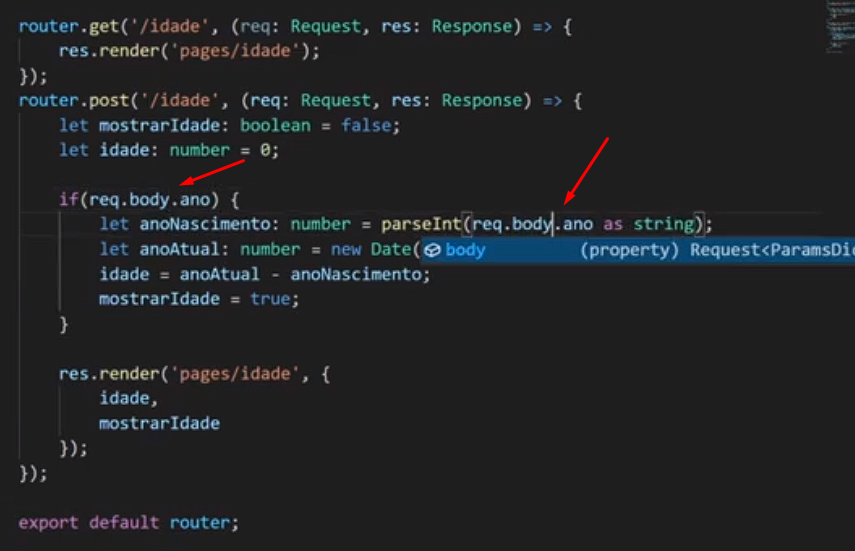 router.get('/idade', (req: Request, res: Response) => {
    res.render('pages/idade');
});
router.post('/idade', (req: Request, res: Response) => {
    let mostrarIdade: boolean = false;
    let idade: number = 0;
    if(req.body.ano) {
        let anoNascimento: number = parseInt(req.body.ano as string);
        let anoAtual: number = new Date(
body (property) Request<ParamsDic
        idade = anoAtual - anoNascimento;
        mostrarIdade = true;
    }
    res.render('pages/idade', {
        idade,
        mostrarIdade
    });
});
export default router;